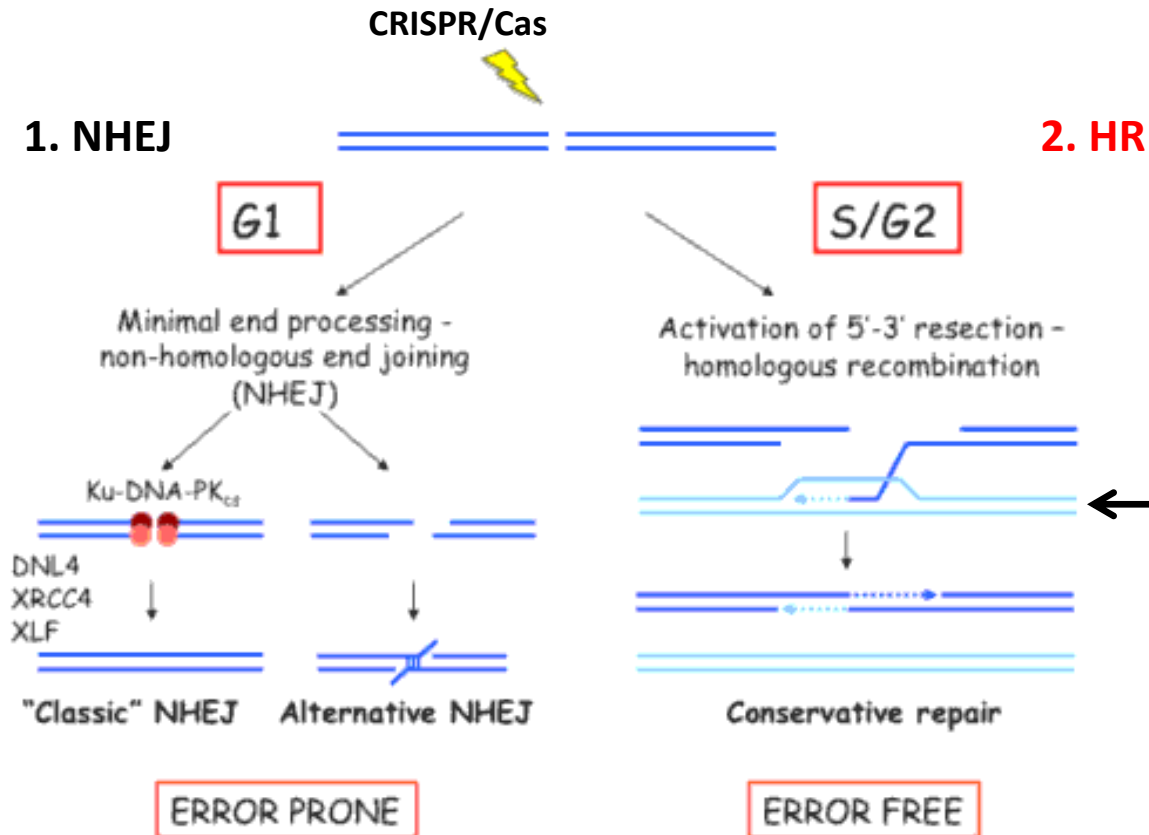 CRISPR/Cas
1. NHEJ
2. HR
G1
S/G2
Minimal end processing -
non-homologous end joining
(NHEJ)
Activation of 5'-3' resection –
homologous recombination
Ku-DNA-PKcs
DNL4
XRCC4
XLF
"Classic" NHEJ
Alternative NHEJ
Conservative repair
ERROR PRONE
ERROR FREE